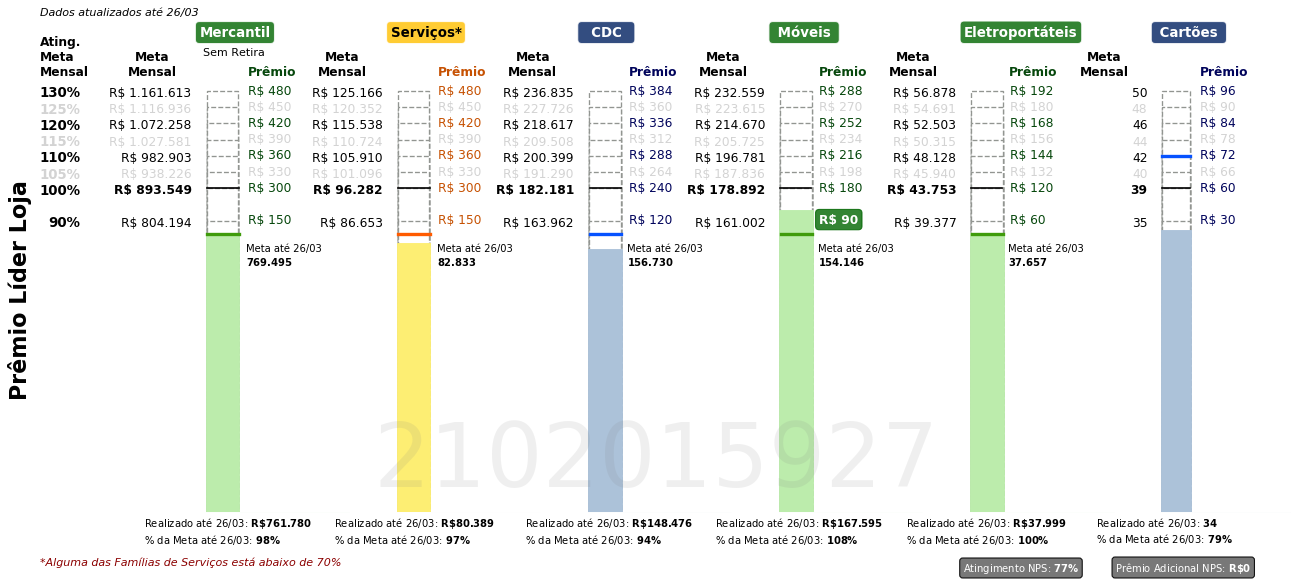 Dados atualizados até 26/03
Mercantil Serviços* CDC Móveis Eletroportáteis Cartões
Sem Retira
Ating. Meta Mensal Meta Mensal Prêmio Meta Mensal Prêmio Meta Mensal Prêmio Meta Mensal Prêmio Meta Mensal Prêmio Meta Mensal Prêmio
130% R$ 1.161.613 R$ 480 R$ 125.166 R$ 480 R$ 236.835 R$ 384 R$ 232.559 R$ 288 R$ 56.878 R$ 192 50 R$ 96
125% R$ 1.116.936 R$ 450 R$ 120.352 R$ 450 R$ 227.726 R$ 360 R$ 223.615 R$ 270 R$ 54.691 R$ 180 48 R$ 90
120% R$ 1.072.258 R$ 420 R$ 115.538 R$ 420 R$ 218.617 R$ 336 R$ 214.670 R$ 252 R$ 52.503 R$ 168 46 R$ 84
115% R$ 1.027.581 R$ 390 R$ 110.724 R$ 390 R$ 209.508 R$ 312 R$ 205.725 R$ 234 R$ 50.315 R$ 156 44 R$ 78
110% R$ 982.903 R$ 360 R$ 105.910 R$ 360 R$ 200.399 R$ 288 R$ 196.781 R$ 216 R$ 48.128 R$ 144 42 R$ 72
105% R$ 938.226 R$ 330 R$ 101.096 R$ 330 R$ 191.290 R$ 264 R$ 187.836 R$ 198 R$ 45.940 R$ 132 40 R$ 66
100% R$ 893.549 R$ 300 R$ 96.282 R$ 300 R$ 182.181 R$ 240 R$ 178.892 R$ 180 R$ 43.753 R$ 120 39 R$ 60
90% R$ 804.194 R$ 150 R$ 86.653 R$ 150 R$ 163.962 R$ 120 R$ 161.002 R$ 90 R$ 39.377 R$ 60 35 R$ 30
Meta até 26/03 Meta até 26/03 Meta até 26/03 Meta até 26/03 Meta até 26/03
769.495 82.833 156.730 154.146 37.657
Prêmio Líder Loja
2102015927
Realizado até 26/03: R$761.780 Realizado até 26/03: R$80.389 Realizado até 26/03: R$148.476 Realizado até 26/03: R$167.595 Realizado até 26/03: R$37.999 Realizado até 26/03: 34
% da Meta até 26/03: 98% % da Meta até 26/03: 97% % da Meta até 26/03: 94% % da Meta até 26/03: 108% % da Meta até 26/03: 100% % da Meta até 26/03: 79%
*Alguma das Famílias de Serviços está abaixo de 70%
Atingimento NPS: 77% Prêmio Adicional NPS: R$0